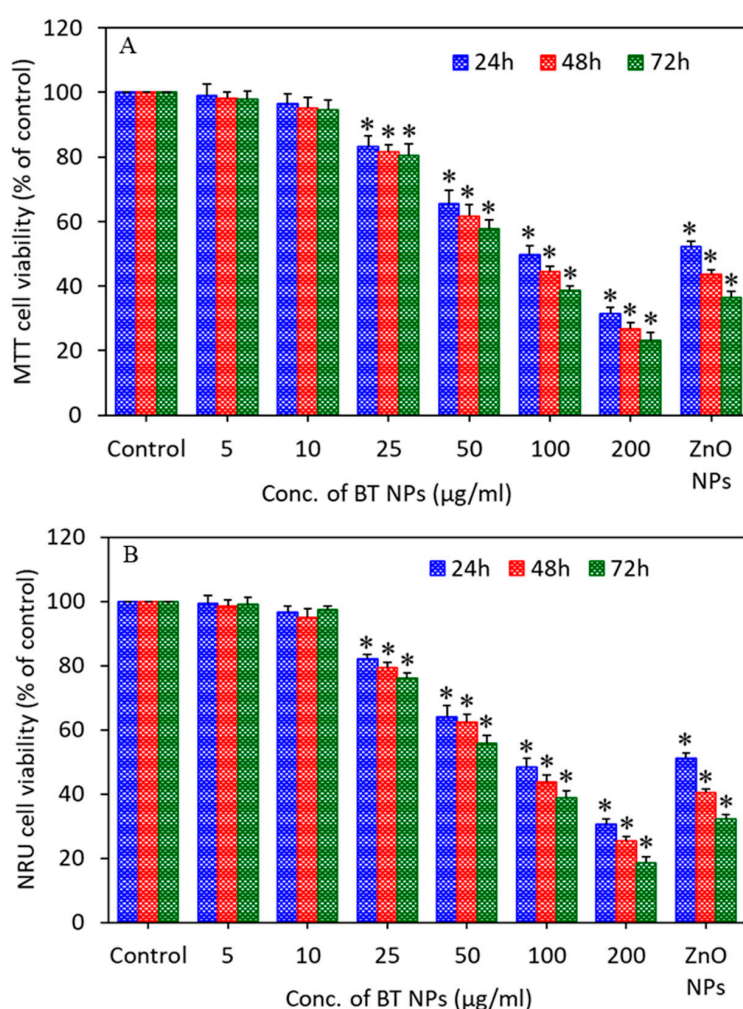 A
24h 48h 72h
MTT cell viability (% of control)
120
100
80
60
40
20
0
* * *
* * *
* * *
* * *
* * *
Control 5 10 25 50 100 200 ZnO
NPs
Conc. of BT NPs (µg/ml)
B
24h 48h 72h
NRU cell viability (% of control)
120
100
80
60
40
20
0
* * *
* * *
* * *
* * *
* * *
Control 5 10 25 50 100 200 ZnO
NPs
Conc. of BT NPs (µg/ml)